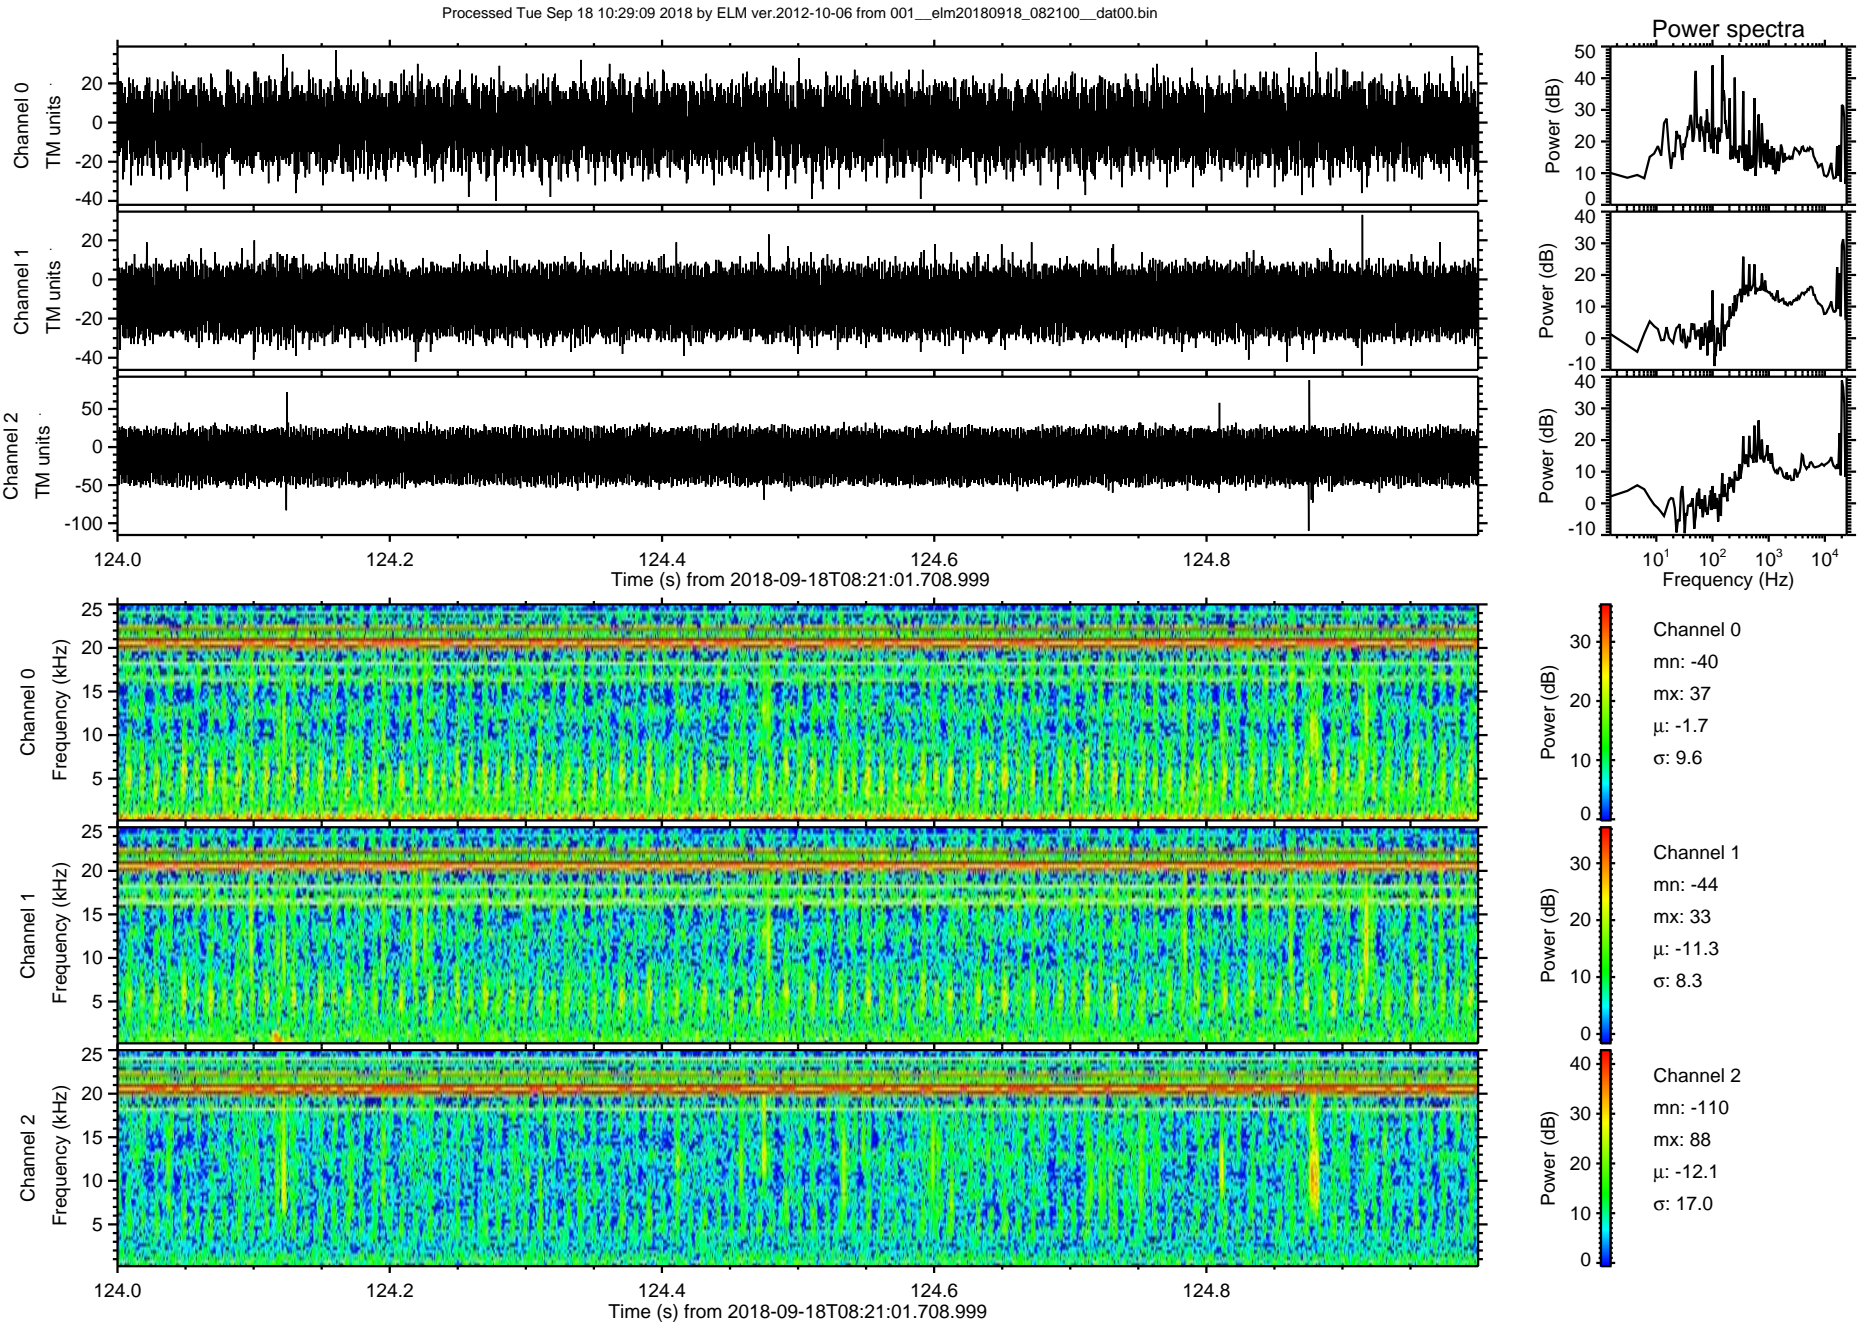 Processed Tue Sep 18 10:29:09 2018 by ELM ver.2012-10-06 from 001__elm20180918_082100__dat00.bin
Power spectra
Channel 0
TM units
20
0
-20
-40
Power (dB)
50
40
30
20
10
0
Channel 1
TM units
20
0
-20
-40
Power (dB)
40
30
20
10
0
-10
Channel 2
TM units
50
0
-50
-100
Power (dB)
40
30
20
10
0
-10
124.0 124.2 124.4 124.6 124.8
Time (s) from 2018-09-18T08:21:01.708.999
10¹ 10² 10³ 10⁴
Frequency (Hz)
Channel 0
Frequency (kHz)
25
20
15
10
5
Power (dB)
30
20
10
0
Channel 0
mn: -40
mx: 37
μ: -1.7
σ: 9.6
Channel 1
Frequency (kHz)
25
20
15
10
5
Power (dB)
30
20
10
0
Channel 1
mn: -44
mx: 33
μ: -11.3
σ: 8.3
Channel 2
Frequency (kHz)
25
20
15
10
5
Power (dB)
40
30
20
10
0
Channel 2
mn: -110
mx: 88
μ: -12.1
σ: 17.0
124.0 124.2 124.4 124.6 124.8
Time (s) from 2018-09-18T08:21:01.708.999